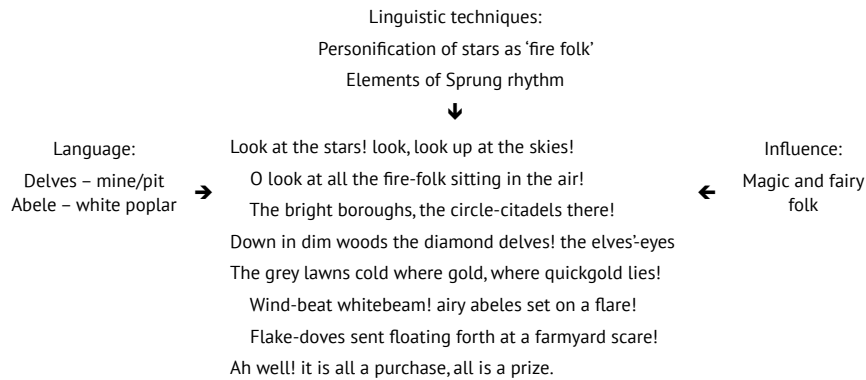 Linguistic techniques:
Personification of stars as ‘fire folk’
Elements of Sprung rhythm
Language:
Delves – mine/pit
Abele – white poplar
Look at the stars! look, look up at the skies!
O look at all the fire-folk sitting in the air!
The bright boroughs, the circle-citadels there!
Down in dim woods the diamond delves! the elves’-eyes
The grey lawns cold where gold, where quickgold lies!
Wind-beat whitebeam! airy abeles set on a flare!
Flake-doves sent floating forth at a farmyard scare!
Ah well! it is all a purchase, all is a prize.
Influence:
Magic and fairy
folk